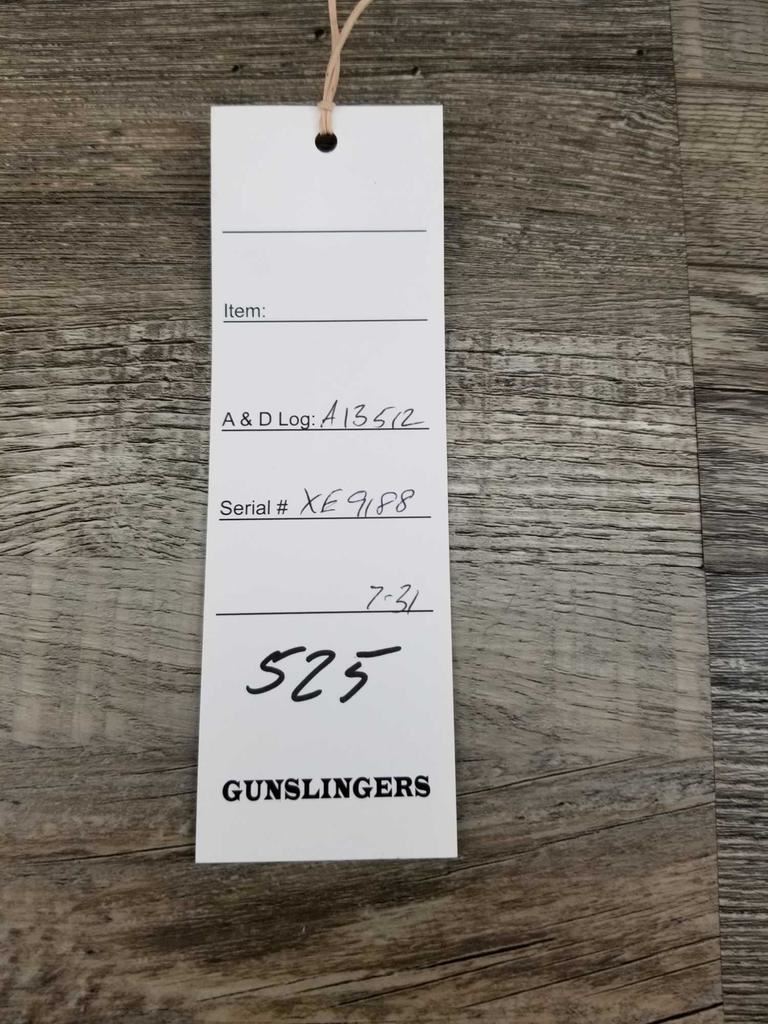 Item:
A & D Log: A13512
Serial # XE9188
7-31
525
GUNSLINGERS